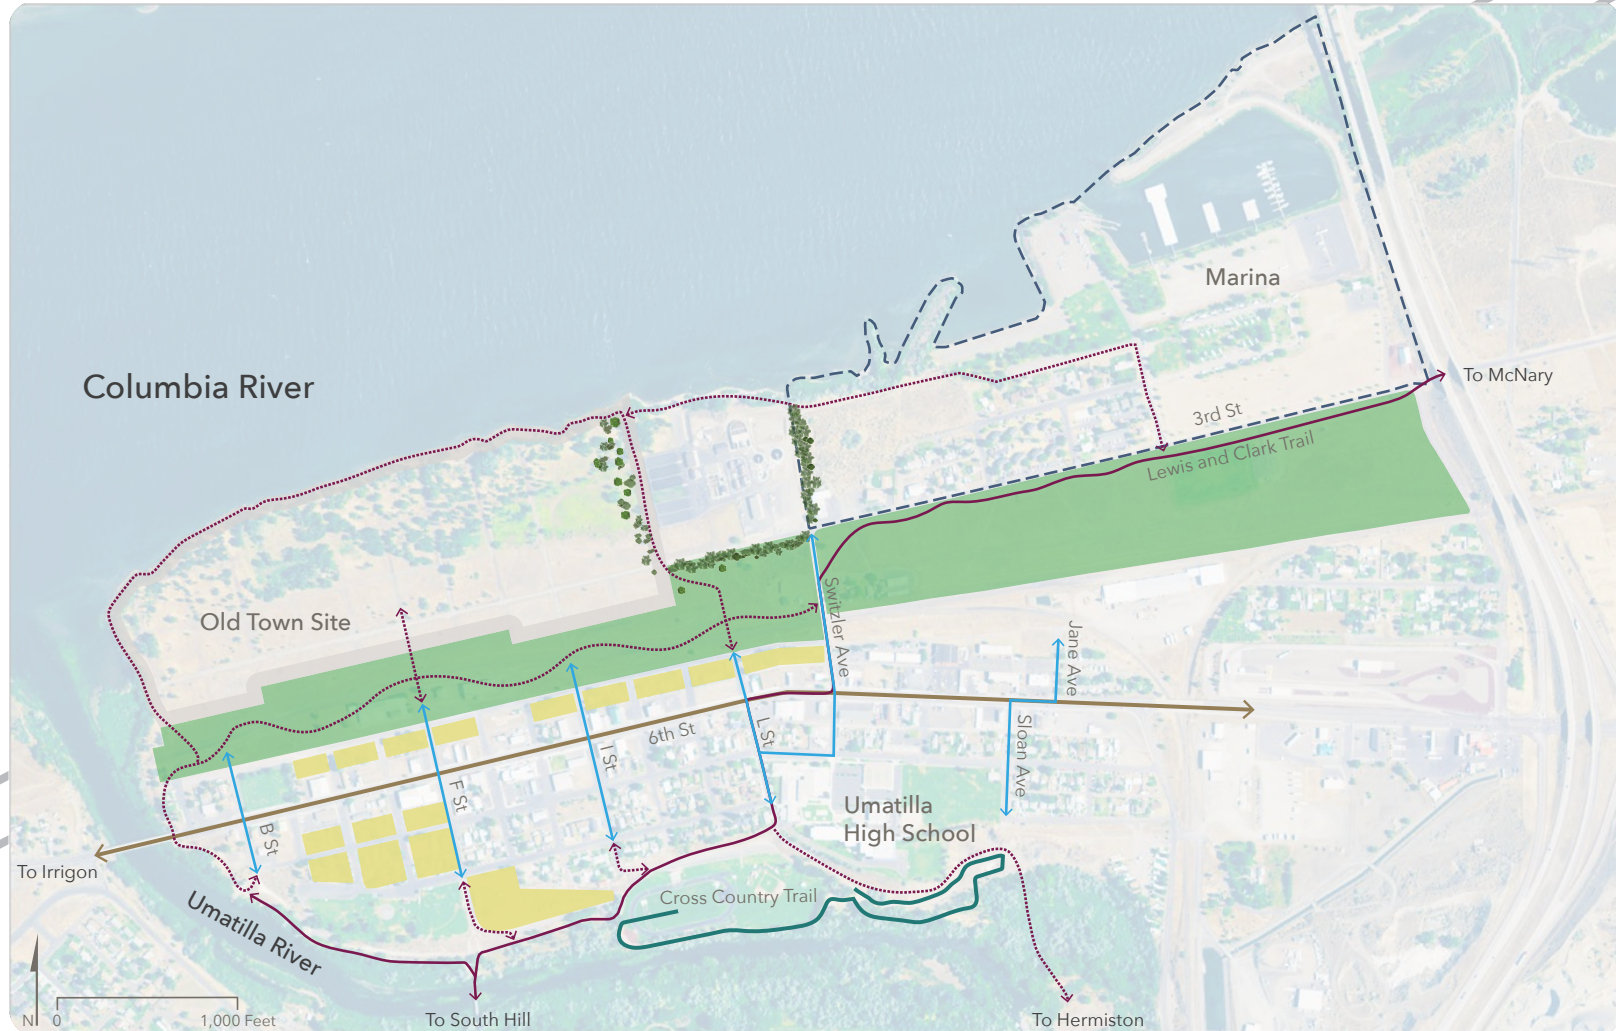 Marina
Columbia River
To McNary
3rd St
Lewis and Clark Trail
Old Town Site
Switzler Ave
Jane Ave
6th St
L St
I St
Sloan Ave
F St
B St
Umatilla
High School
To Irrigon
Cross Country Trail
Umatilla River
N
0
1,000 Feet
To South Hill
To Hermiston